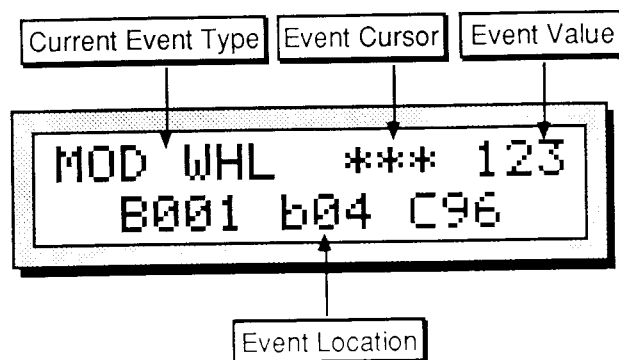 Current Event Type
Event Cursor
Event Value
MOD WHL *** 123
B001 b04 C96
Event Location